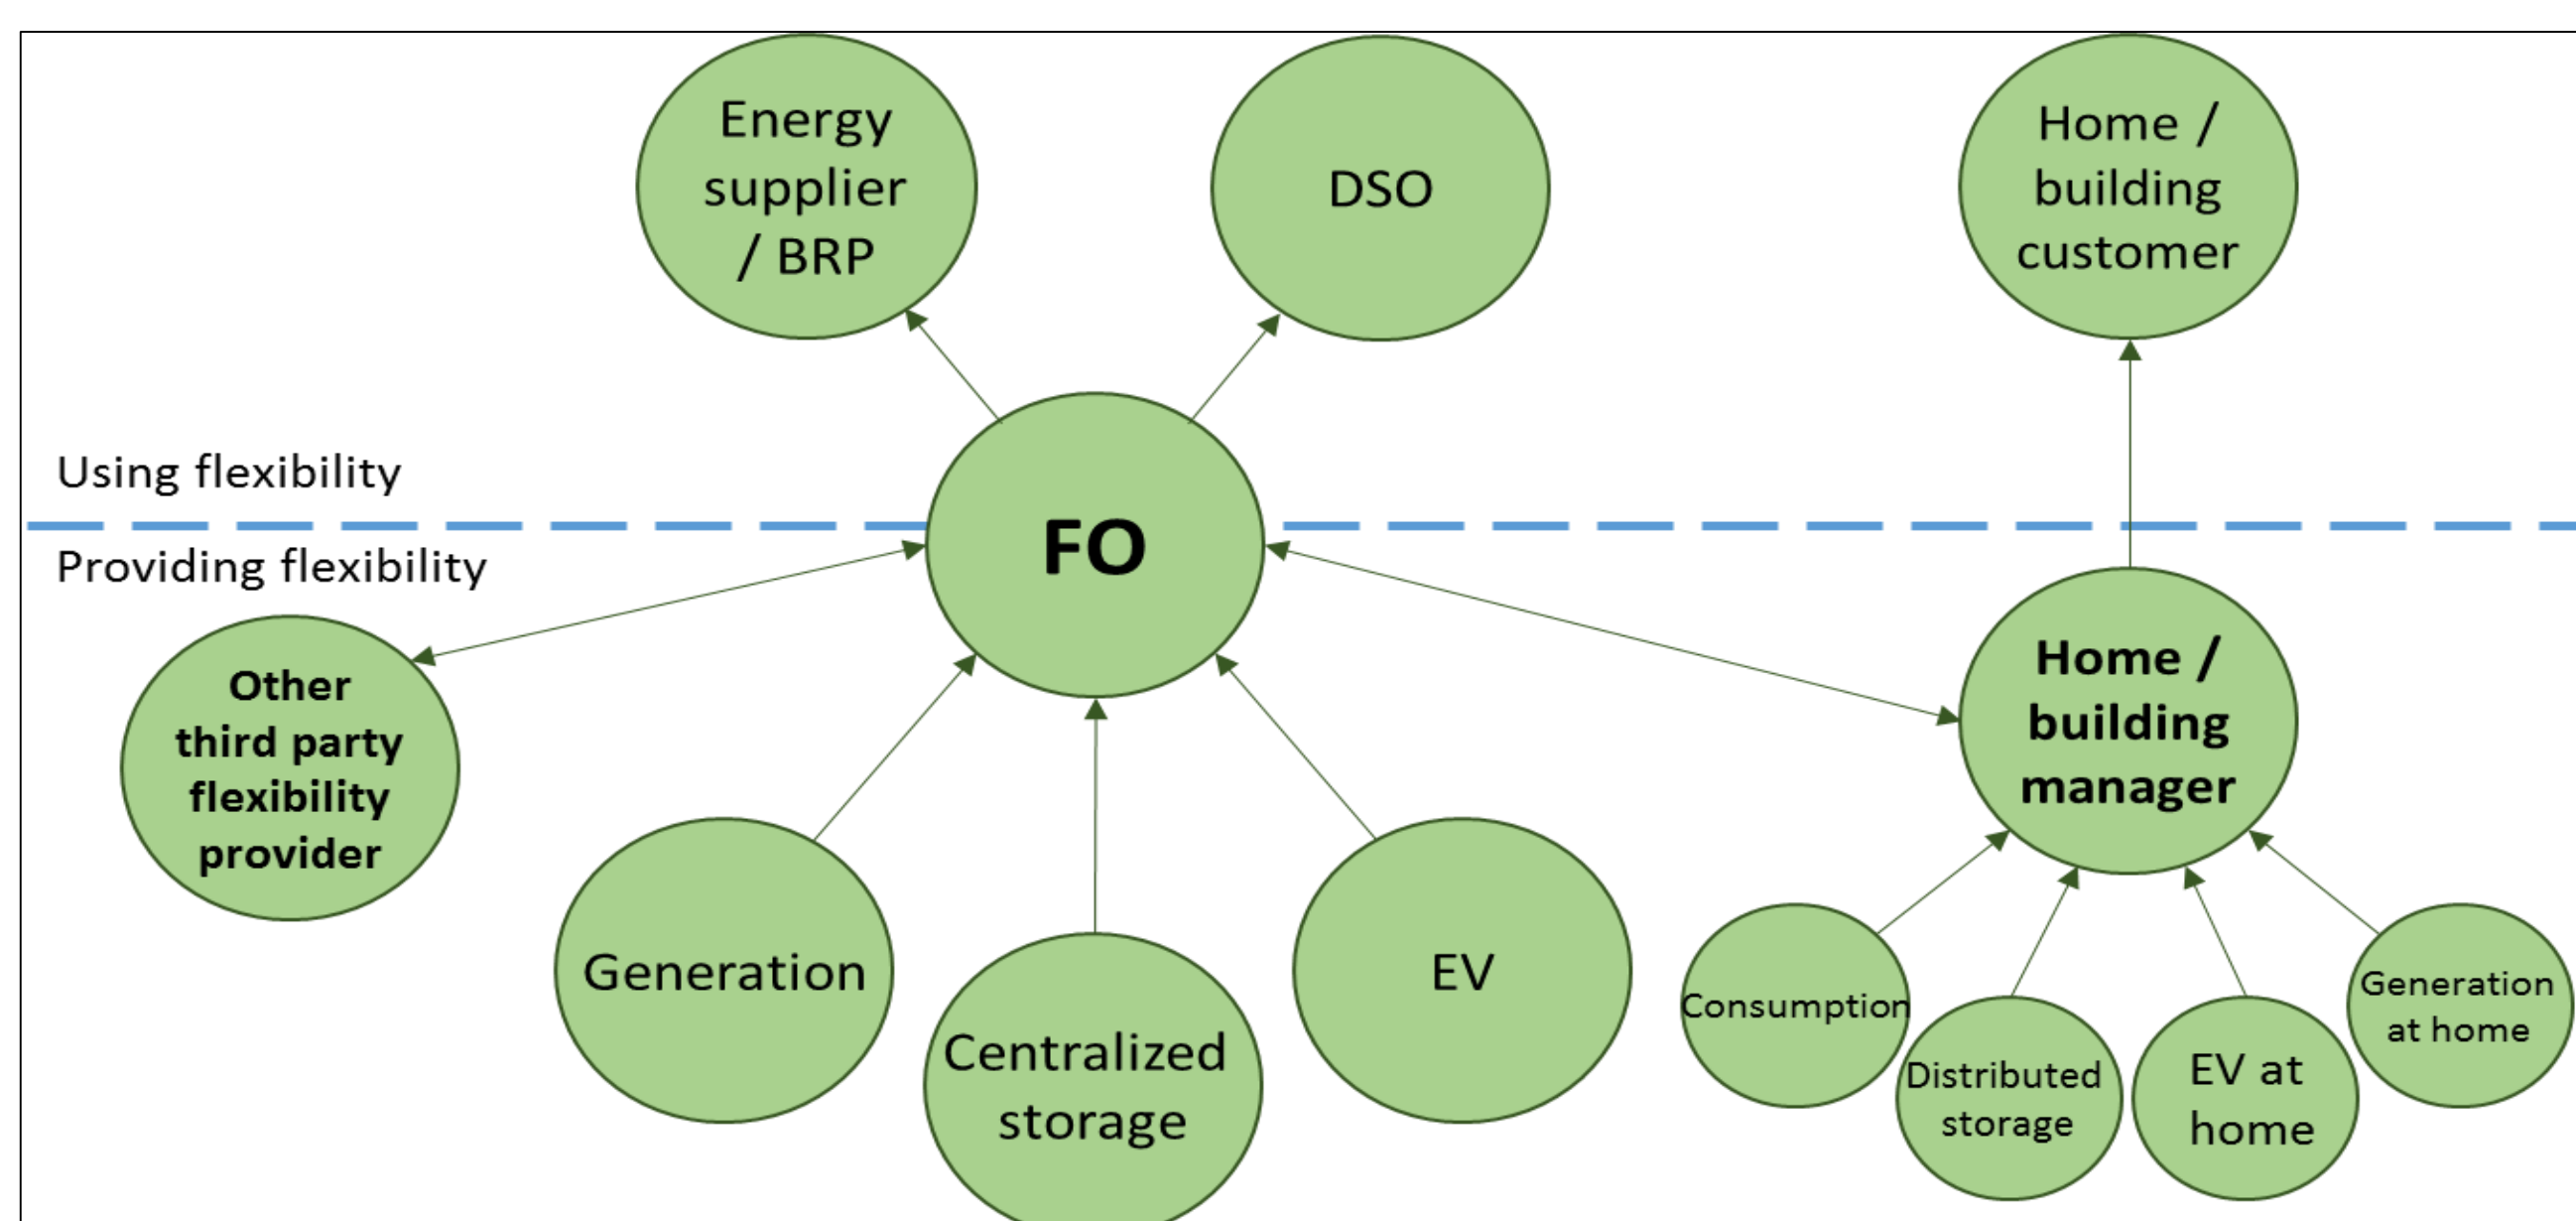 Energy
supplier
/ BRP
DSO
Home /
building
customer
Using flexibility
FO
Providing flexibility
Other
third party
flexibility
provider
Home /
building
manager
Generation
Centralized
storage
EV
Consumption
Distributed
storage
EV at
home
Generation
at home